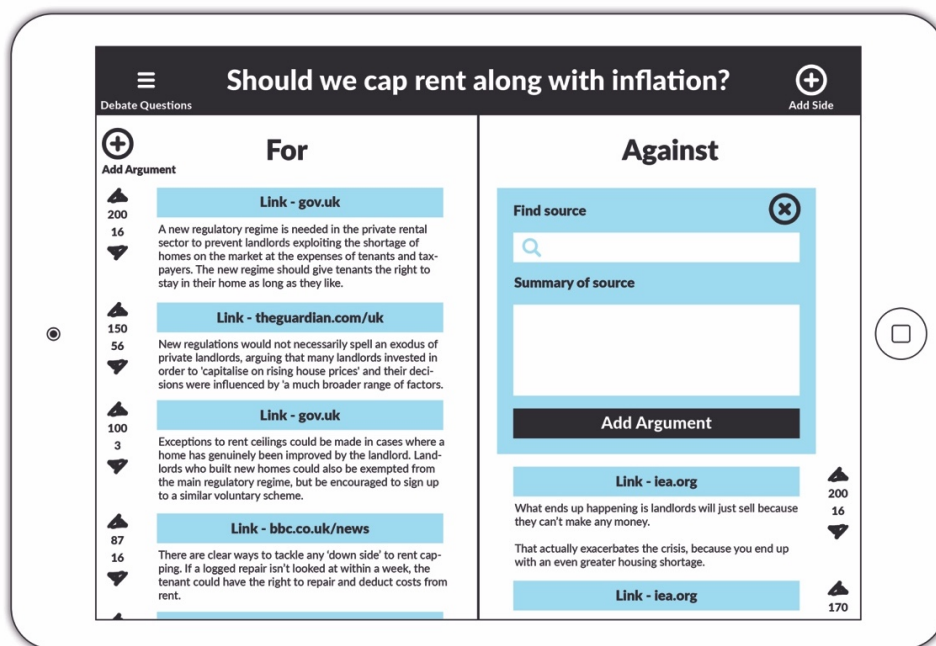 Should we cap rent along with inflation?
Debate Questions
Add Side
For
Add Argument
200
16
Link - gov.uk
A new regulatory regime is needed in the private rental
sector to prevent landlords exploiting the shortage of
homes on the market at the expenses of tenants and tax-
payers. The new regime should give tenants the right to
stay in their home as long as they like.
150
56
Link - theguardian.com/uk
New regulations would not necessarily spell an exodus of
private landlords, arguing that many landlords invested in
order to 'capitalise on rising house prices' and their deci-
sions were influenced by 'a much broader range of factors.
100
3
Link - gov.uk
Exceptions to rent ceilings could be made in cases where a
home has genuinely been improved by the landlord. Land-
lords who built new homes could also be exempted from
the main regulatory regime, but be encouraged to sign up
to a similar voluntary scheme.
87
16
Link - bbc.co.uk/news
There are clear ways to tackle any 'down side' to rent cap-
ping. If a logged repair isn't looked at within a week, the
tenant could have the right to repair and deduct costs from
rent.
Against
Find source
Summary of source
Add Argument
Link - iea.org
200
16
What ends up happening is landlords will just sell because
they can't make any money.
That actually exacerbates the crisis, because you end up
with an even greater housing shortage.
Link - iea.org
170